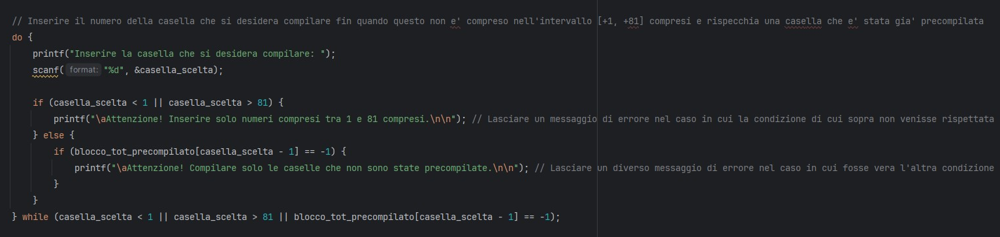 // Inserire il numero della casella che si desidera compilare fin quando questo non e' compreso nell'intervallo [+1, +81] compresi e rispecchia una casella che e' stata gia' precompilata
do {
    printf("Inserire la casella che si desidera compilare: ");
    scanf( format: "%d", &casella_scelta);

    if (casella_scelta < 1 || casella_scelta > 81) {
        printf("\aAttenzione! Inserire solo numeri compresi tra 1 e 81 compresi.\n\n"); // Lasciare un messaggio di errore nel caso in cui la condizione di cui sopra non venisse rispettata
    } else {
        if (blocco_tot_precompilato[casella_scelta - 1] == -1) {
            printf("\aAttenzione! Compilare solo le caselle che non sono state precompilate.\n\n"); // Lasciare un diverso messaggio di errore nel caso in cui fosse vera l'altra condizione
        }
    }
} while (casella_scelta < 1 || casella_scelta > 81 || blocco_tot_precompilato[casella_scelta - 1] == -1);